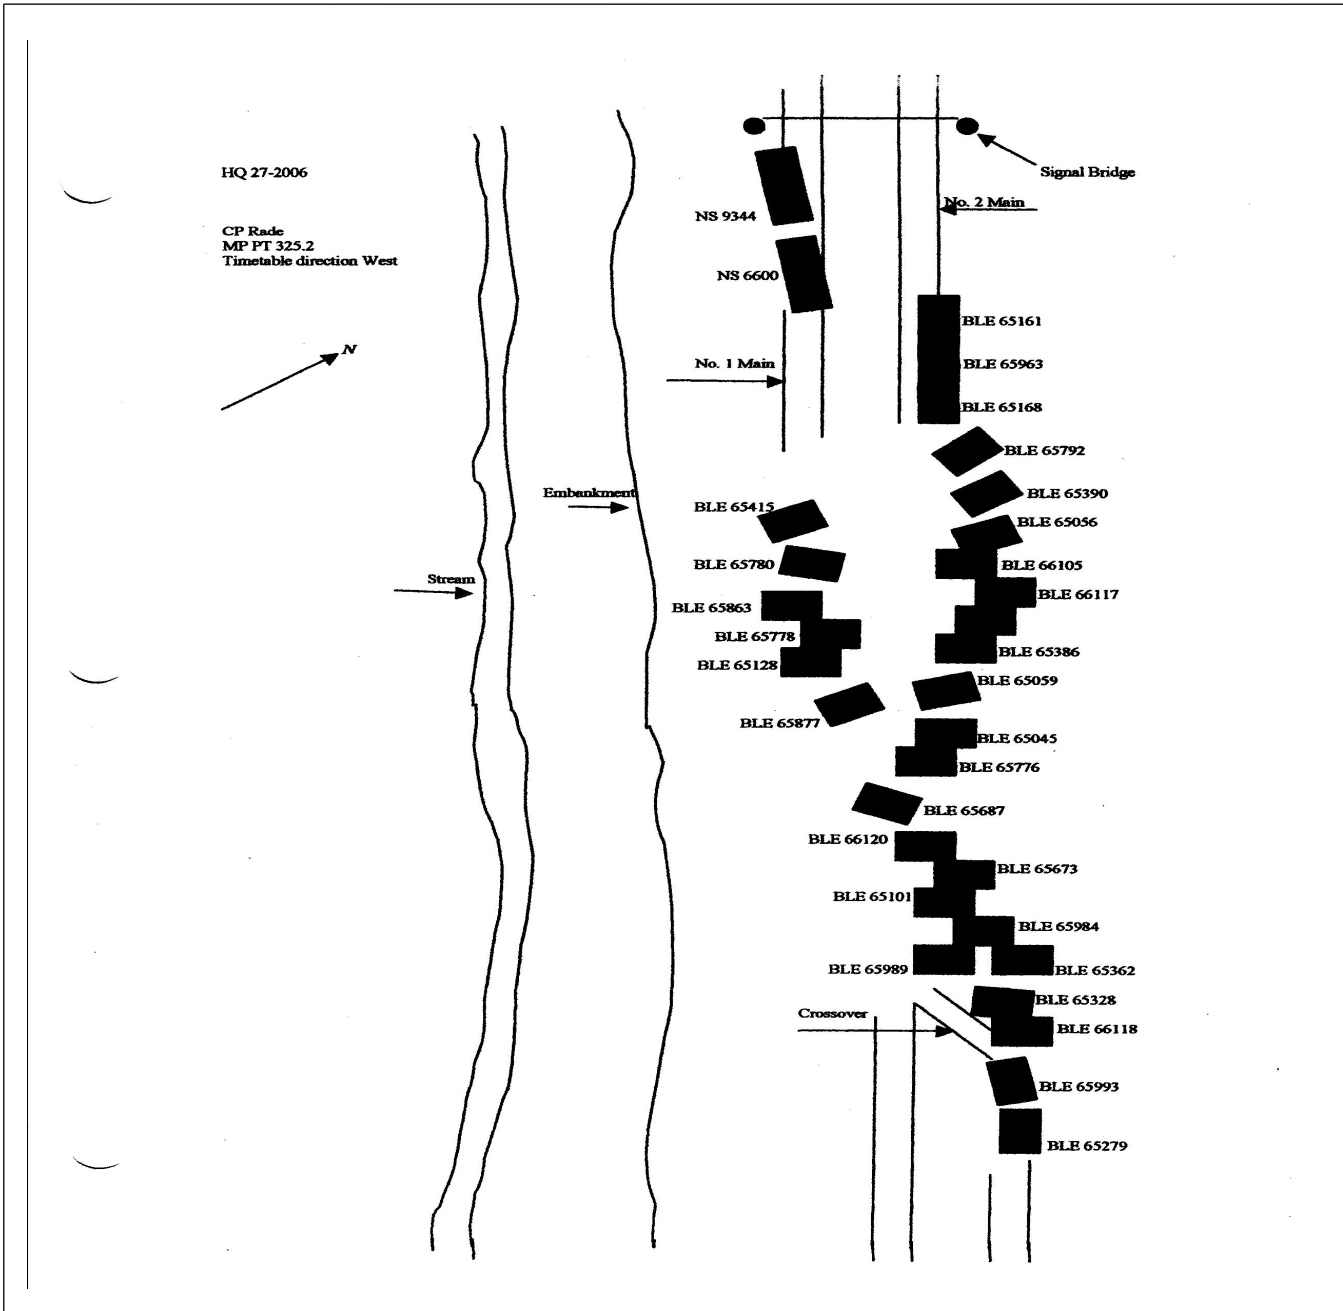 HQ 27-2006
CP Rade
MP PT 325.2
Timetable direction West
N
Signal Bridge
No. 2 Main
NS 9344
NS 6600
BLE 65161
No. 1 Main
BLE 65963
BLE 65168
BLE 65792
Embankment
BLE 65390
BLE 65415
BLE 65056
BLE 65780
BLE 66105
Stream
BLE 66117
BLE 65863
BLE 65778
BLE 65386
BLE 65128
BLE 65059
BLE 65877
BLE 65045
BLE 65776
BLE 65687
BLE 66120
BLE 65673
BLE 65101
BLE 65984
BLE 65989
BLE 65362
BLE 65328
Crossover
BLE 66118
BLE 65993
BLE 65279